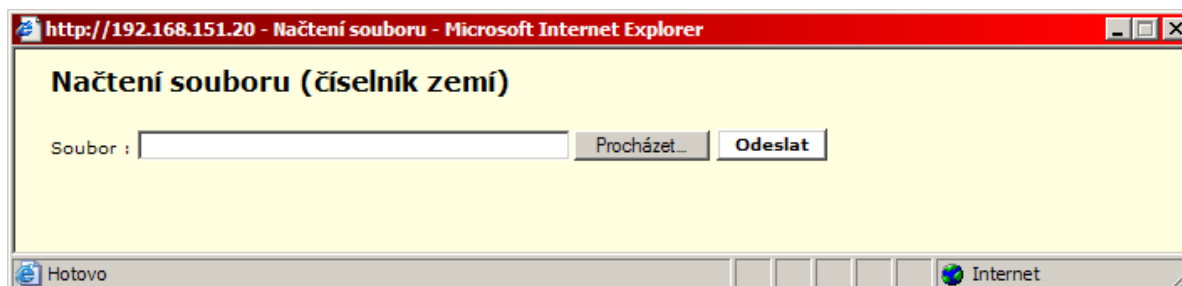 http://192.168.151.20 - Načtení souboru - Microsoft Internet Explorer
Načtení souboru (číselník zemí)
Soubor : Procházet... Odeslat
Hotovo Internet